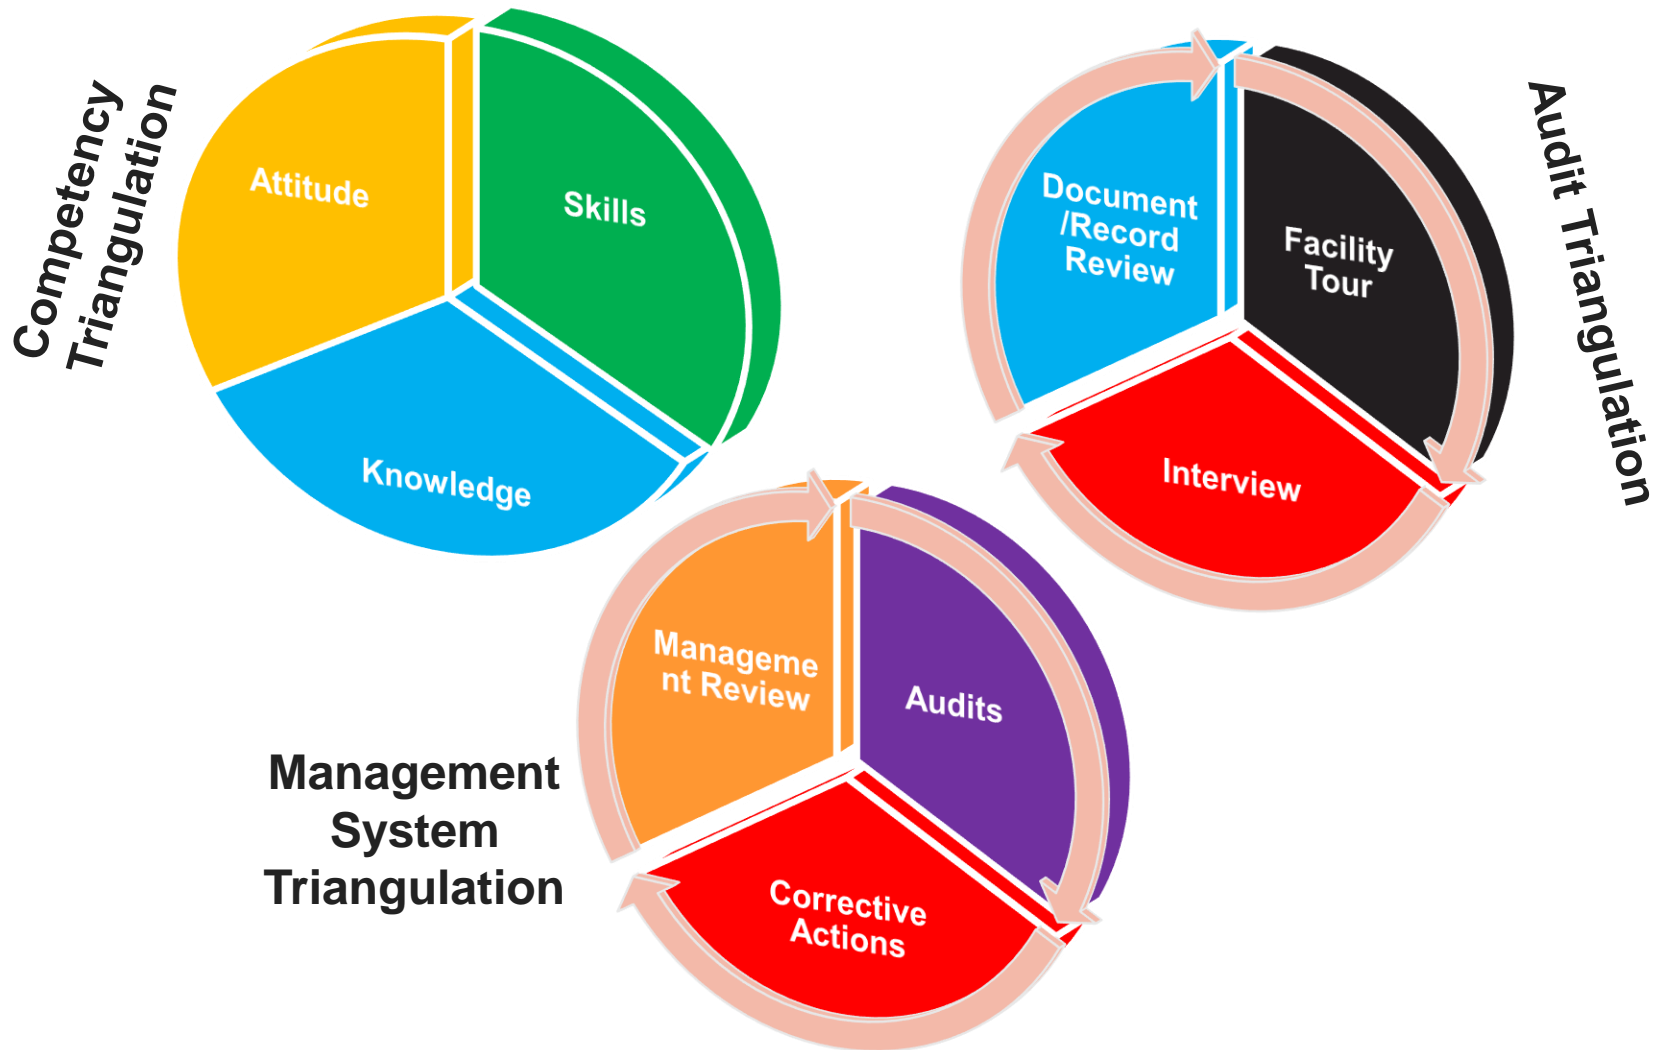 Competency
Triangulation
Attitude
Skills
Knowledge
Document
/Record
Review
Facility
Tour
Interview
Audit Triangulation
Manageme
nt Review
Audits
Corrective
Actions
Management
System
Triangulation